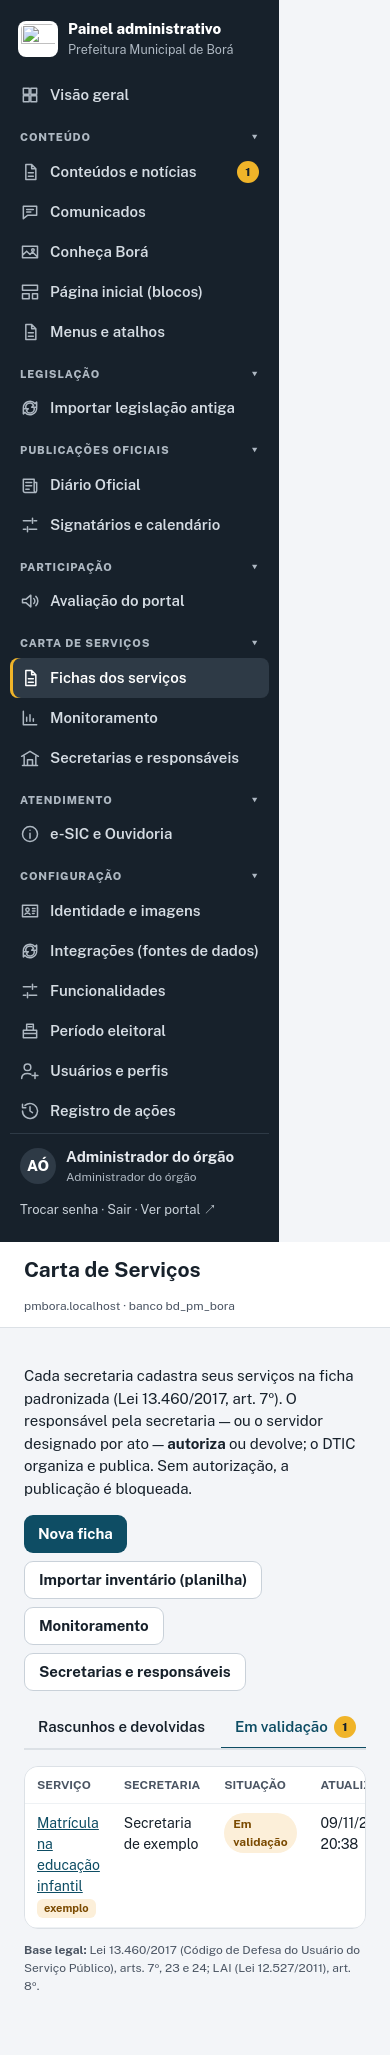 Painel administrativo
Prefeitura Municipal de Borá
Visão geral
CONTEÚDO
Conteúdos e notícias 1
Comunicados
Conheça Borá
Página inicial (blocos)
Menus e atalhos
LEGISLAÇÃO
Importar legislação antiga
PUBLICAÇÕES OFICIAIS
Diário Oficial
Signatários e calendário
PARTICIPAÇÃO
Avaliação do portal
CARTA DE SERVIÇOS
Fichas dos serviços
Monitoramento
Secretarias e responsáveis
ATENDIMENTO
e-SIC e Ouvidoria
CONFIGURAÇÃO
Identidade e imagens
Integrações (fontes de dados)
Funcionalidades
Período eleitoral
Usuários e perfis
Registro de ações
AÓ
Administrador do órgão
Administrador do órgão
Trocar senha · Sair · Ver portal ↗
Carta de Serviços
pmbora.localhost · banco bd_pm_bora
Cada secretaria cadastra seus serviços na ficha
padronizada (Lei 13.460/2017, art. 7º). O
responsável pela secretaria — ou o servidor
designado por ato — autoriza ou devolve; o DTIC
organiza e publica. Sem autorização, a
publicação é bloqueada.
Nova ficha
Importar inventário (planilha)
Monitoramento
Secretarias e responsáveis
Rascunhos e devolvidas Em validação 1
SERVIÇO SECRETARIA SITUAÇÃO
Matrícula
na
educação
infantil
exemplo
Secretaria
de exemplo
Em
validação
09/11/2
20:38
Base legal: Lei 13.460/2017 (Código de Defesa do Usuário do
Serviço Público), arts. 7º, 23 e 24; LAI (Lei 12.527/2011), art.
8º.